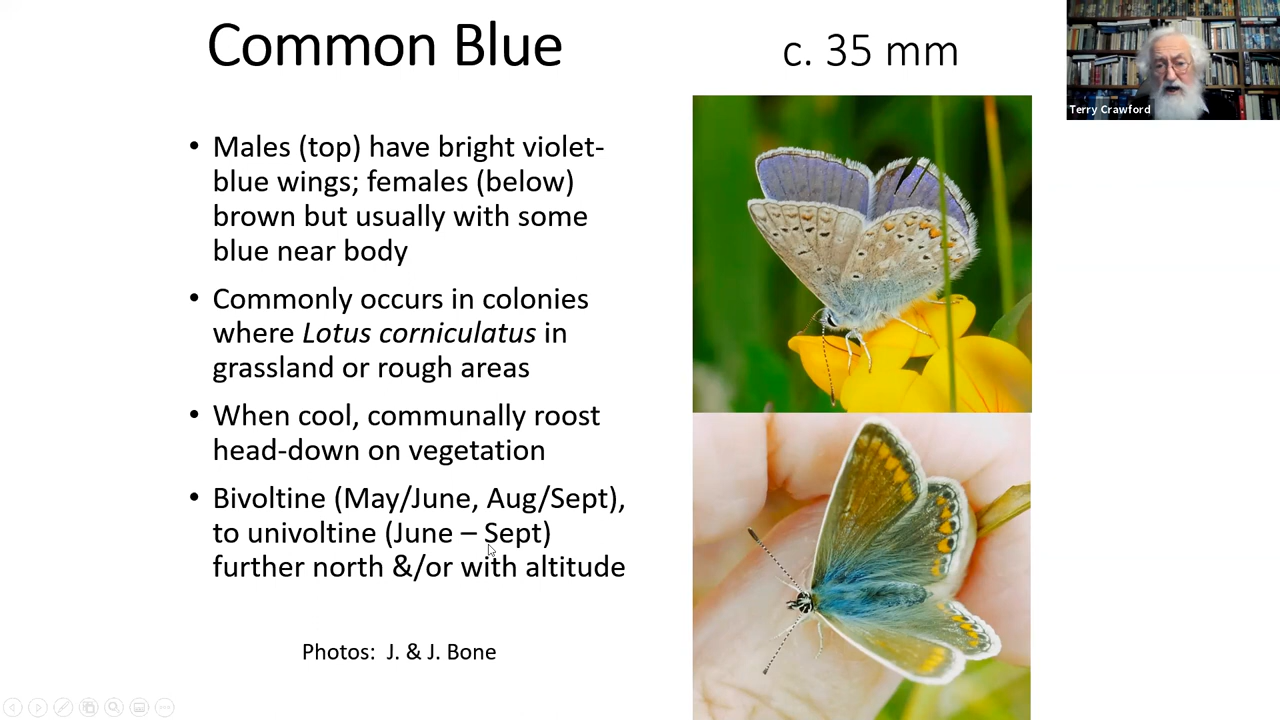 Common Blue
c. 35 mm
Terry Crawford
• Males (top) have bright violet-
blue wings; females (below)
brown but usually with some
blue near body
• Commonly occurs in colonies
where Lotus corniculatus in
grassland or rough areas
• When cool, communally roost
head-down on vegetation
• Bivoltine (May/June, Aug/Sept),
to univoltine (June – Sept)
further north &/or with altitude
Photos:  J. & J. Bone